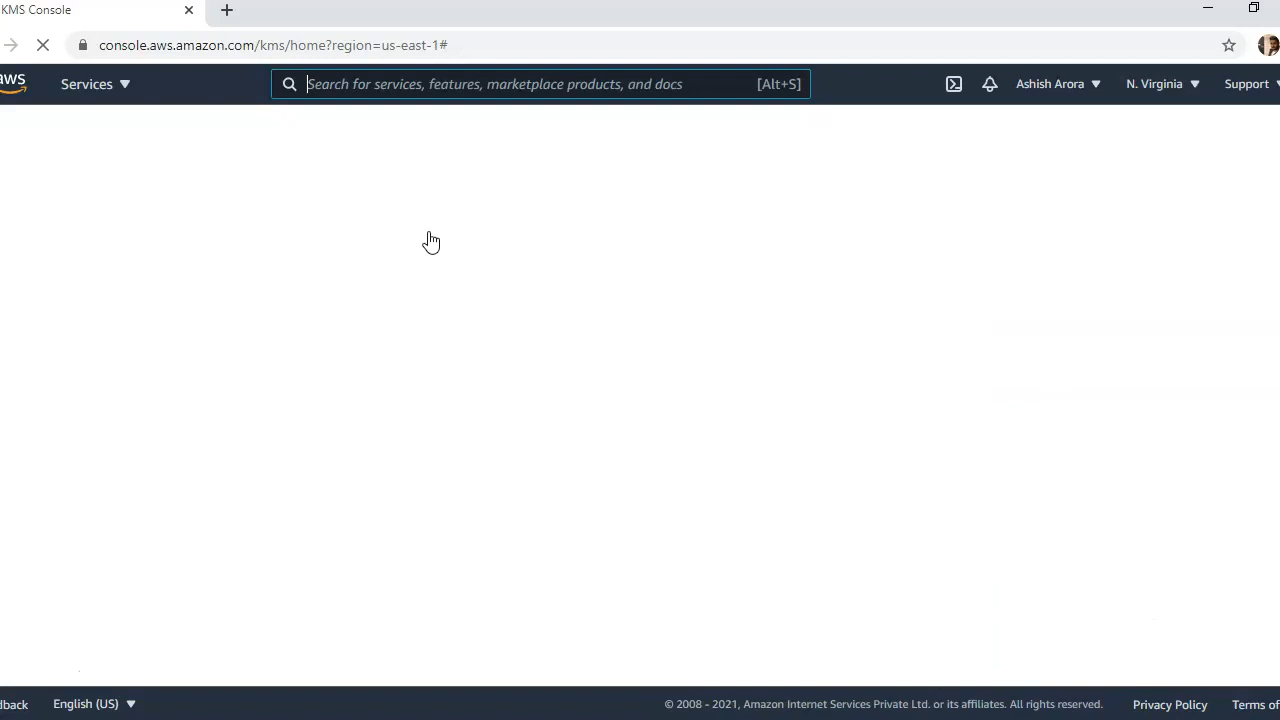 KMS Console
console.aws.amazon.com/kms/home?region=us-east-1#
aws Services Search for services, features, marketplace products, and docs [Alt+S] Ashish Arora N. Virginia Support
dback English (US) © 2008 - 2021, Amazon Internet Services Private Ltd. or its affiliates. All rights reserved. Privacy Policy Terms of